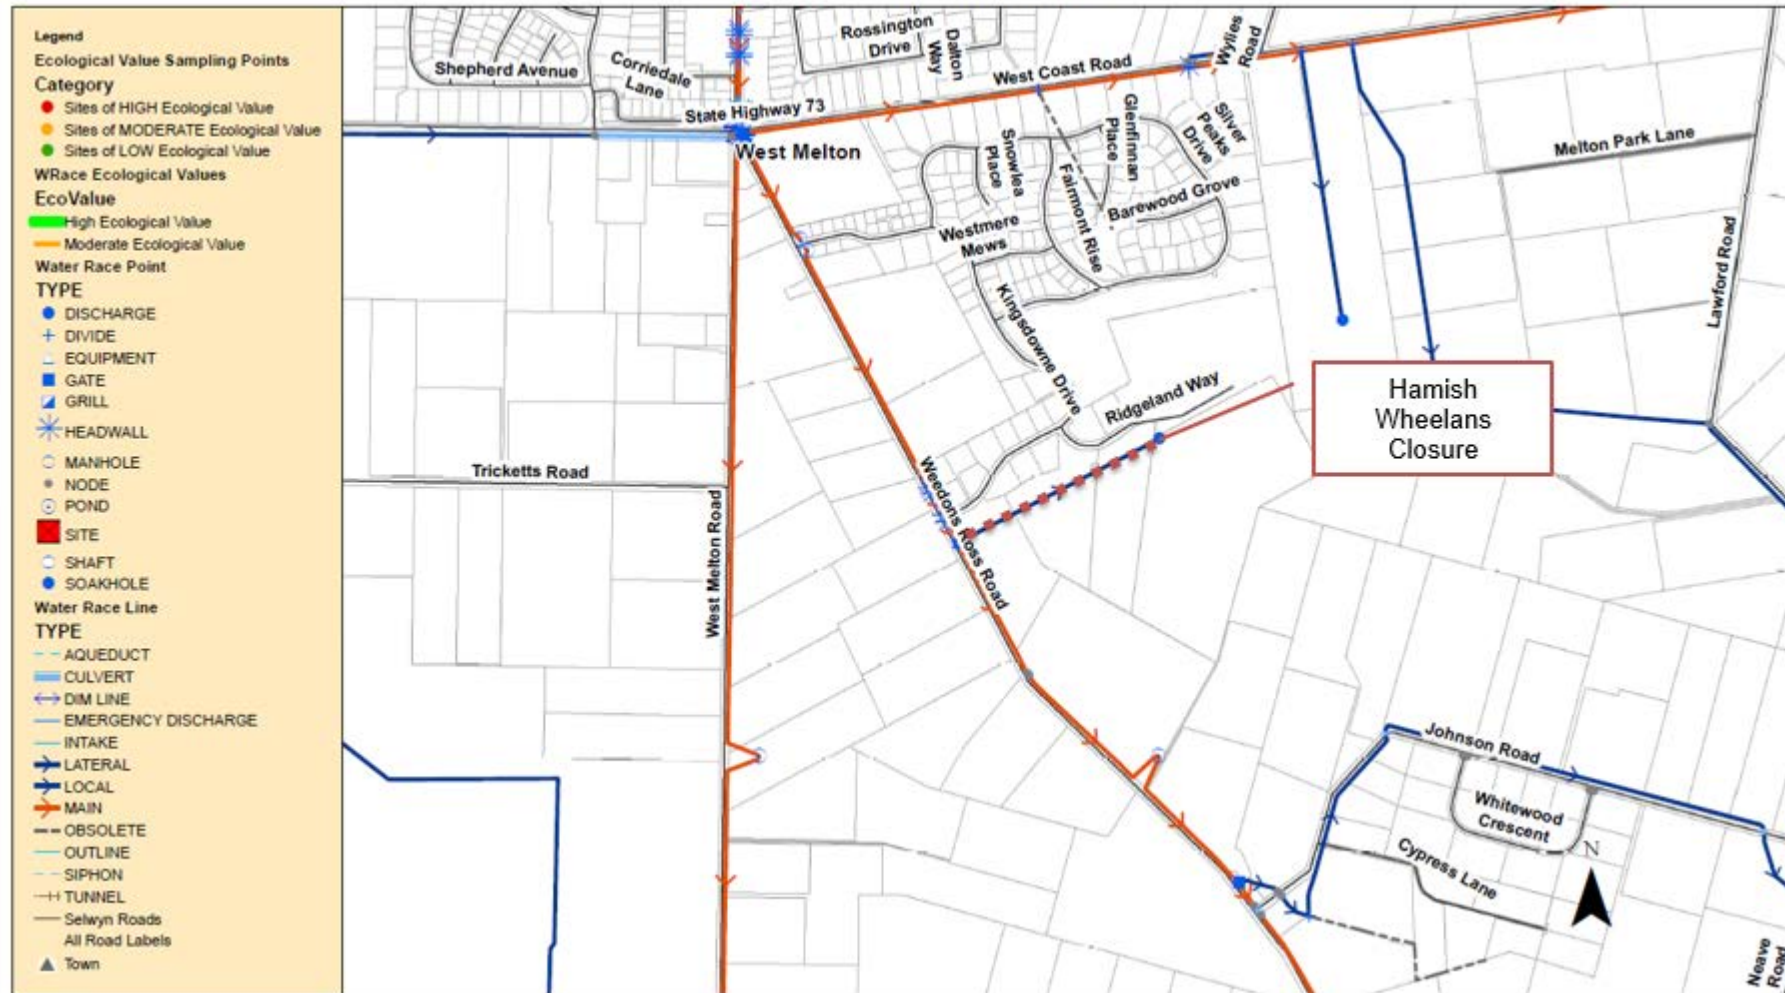 Legend
Ecological Value Sampling Points
Category
Sites of HIGH Ecological Value
Sites of MODERATE Ecological Value
Sites of LOW Ecological Value
WRace Ecological Values
EcoValue
High Ecological Value
Moderate Ecological Value
Water Race Point
TYPE
DISCHARGE
DIVIDE
EQUIPMENT
GATE
GRILL
HEADWALL
MANHOLE
NODE
POND
SITE
SHAFT
SOAKHOLE
Water Race Line
TYPE
AQUEDUCT
CULVERT
DIM LINE
EMERGENCY DISCHARGE
INTAKE
LATERAL
LOCAL
MAIN
OBSOLETE
OUTLINE
SIPHON
TUNNEL
Selwyn Roads
All Road Labels
Town
Shepherd Avenue
Corriedale
Lane
Rossington
Drive
Dalton
Way
West Coast Road
Wylies
Road
State Highway 73
West Melton
Snowlea
Place
Glenfinnan
Place
Silver
Peaks
Drive
Melton Park Lane
Barewood Grove
Fairmont Rise
Westmere
Mews
Lawford Road
Kingsdowne Drive
Ridgeland Way
Hamish
Wheelans
Closure
Tricketts Road
West Melton Road
Weedons Ross Road
Johnson Road
Whitewood
Crescent
Cypress Lane
N
Neave
Road